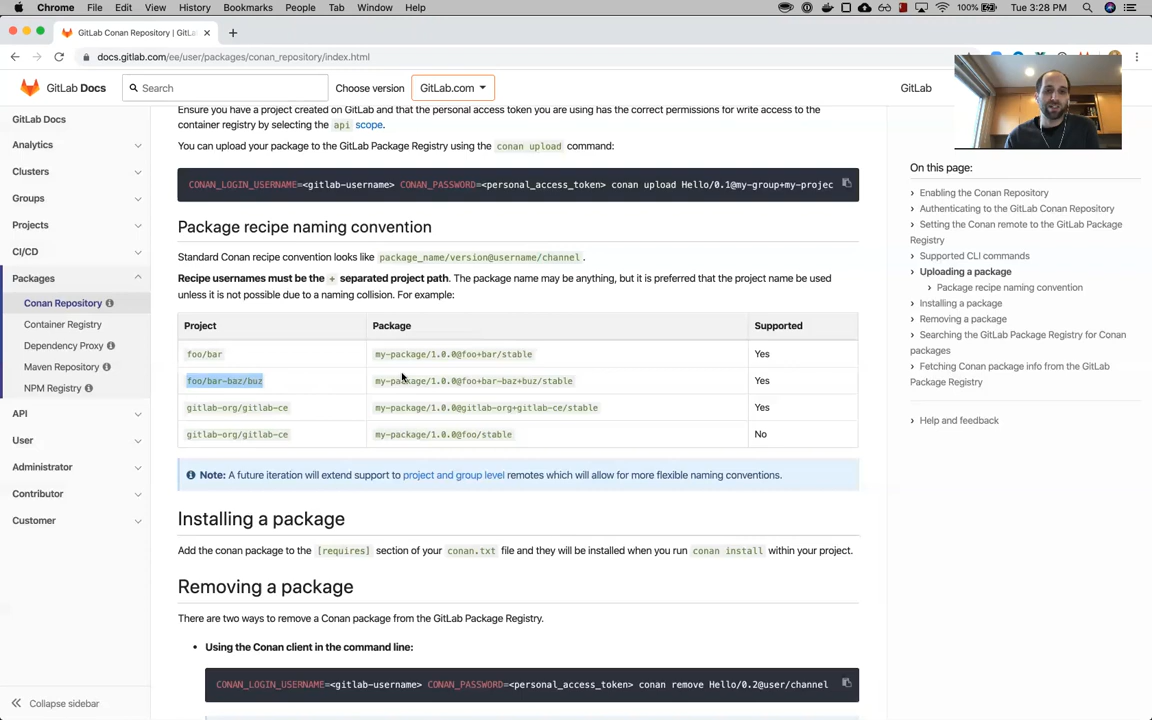 Chrome File Edit View History Bookmarks People Tab Window Help 100% Tue 3:28 PM
GitLab Conan Repository | GitLa
docs.gitlab.com/ee/user/packages/conan_repository/index.html
GitLab Docs Search Choose version GitLab.com GitLab
GitLab Docs
Analytics
Clusters
Groups
Projects
CI/CD
Packages
Conan Repository
Container Registry
Dependency Proxy
Maven Repository
NPM Registry
API
User
Administrator
Contributor
Customer
Collapse sidebar
Ensure you have a project created on GitLab and that the personal access token you are using has the correct permissions for write access to the
container registry by selecting the api scope.
You can upload your package to the GitLab Package Registry using the conan upload command:
CONAN_LOGIN_USERNAME=<gitlab-username> CONAN_PASSWORD=<personal_access_token> conan upload Hello/0.1@my-group+my-projec
Package recipe naming convention
Standard Conan recipe convention looks like package_name/version@username/channel.
Recipe usernames must be the + separated project path. The package name may be anything, but it is preferred that the project name be used
unless it is not possible due to a naming collision. For example:
Project Package Supported
foo/bar my-package/1.0.0@foo+bar/stable Yes
foo/bar-baz/buz my-package/1.0.0@foo+bar-baz+buz/stable Yes
gitlab-org/gitlab-ce my-package/1.0.0@gitlab-org+gitlab-ce/stable Yes
gitlab-org/gitlab-ce my-package/1.0.0@foo/stable No
Note: A future iteration will extend support to project and group level remotes which will allow for more flexible naming conventions.
Installing a package
Add the conan package to the [requires] section of your conan.txt file and they will be installed when you run conan install within your project.
Removing a package
There are two ways to remove a Conan package from the GitLab Package Registry.
• Using the Conan client in the command line:
CONAN_LOGIN_USERNAME=<gitlab-username> CONAN_PASSWORD=<personal_access_token> conan remove Hello/0.2@user/channel
On this page:
Enabling the Conan Repository
Authenticating to the GitLab Conan Repository
Setting the Conan remote to the GitLab Package
Registry
Supported CLI commands
Uploading a package
Package recipe naming convention
Installing a package
Removing a package
Searching the GitLab Package Registry for Conan
packages
Fetching Conan package info from the GitLab
Package Registry
Help and feedback